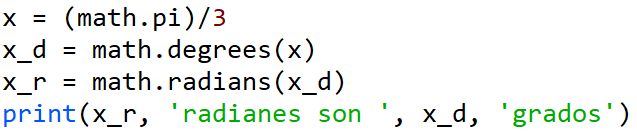 x = (math.pi)/3
x_d = math.degrees(x)
x_r = math.radians(x_d)
print(x_r, 'radianes son ', x_d, 'grados')